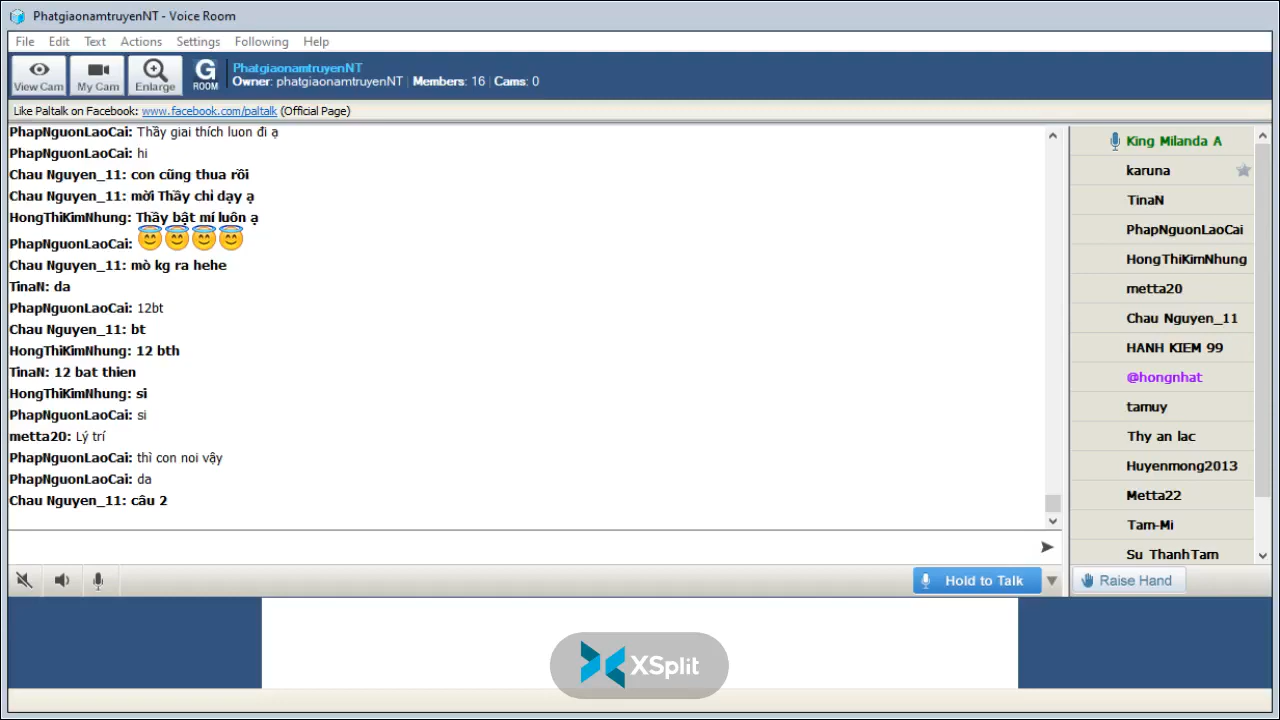 PhatgiaonamtruyenNT - Voice Room
File Edit Text Actions Settings Following Help
View Cam My Cam Enlarge G ROOM
PhatgiaonamtruyenNT
Owner: phatgiaonamtruyenNT Members: 16 Cams: 0
Like Paltalk on Facebook: www.facebook.com/paltalk (Official Page)
PhapNguonLaoCai: Thầy giai thích luon đi ạ
PhapNguonLaoCai: hi
Chau Nguyen_11: con cũng thua rồi
Chau Nguyen_11: mời Thầy chỉ dạy ạ
HongThiKimNhung: Thầy bật mí luôn ạ
PhapNguonLaoCai:
Chau Nguyen_11: mò kg ra hehe
TinaN: da
PhapNguonLaoCai: 12bt
Chau Nguyen_11: bt
HongThiKimNhung: 12 bth
TinaN: 12 bat thien
HongThiKimNhung: si
PhapNguonLaoCai: si
metta20: Lý trí
PhapNguonLaoCai: thì con noi vậy
PhapNguonLaoCai: da
Chau Nguyen_11: câu 2
King Milanda A
karuna
TinaN
PhapNguonLaoCai
HongThiKimNhung
metta20
Chau Nguyen_11
HANH KIEM 99
@hongnhat
tamuy
Thy an lac
Huyenmong2013
Metta22
Tam-Mi
Su ThanhTam
Hold to Talk
Raise Hand
XSplit